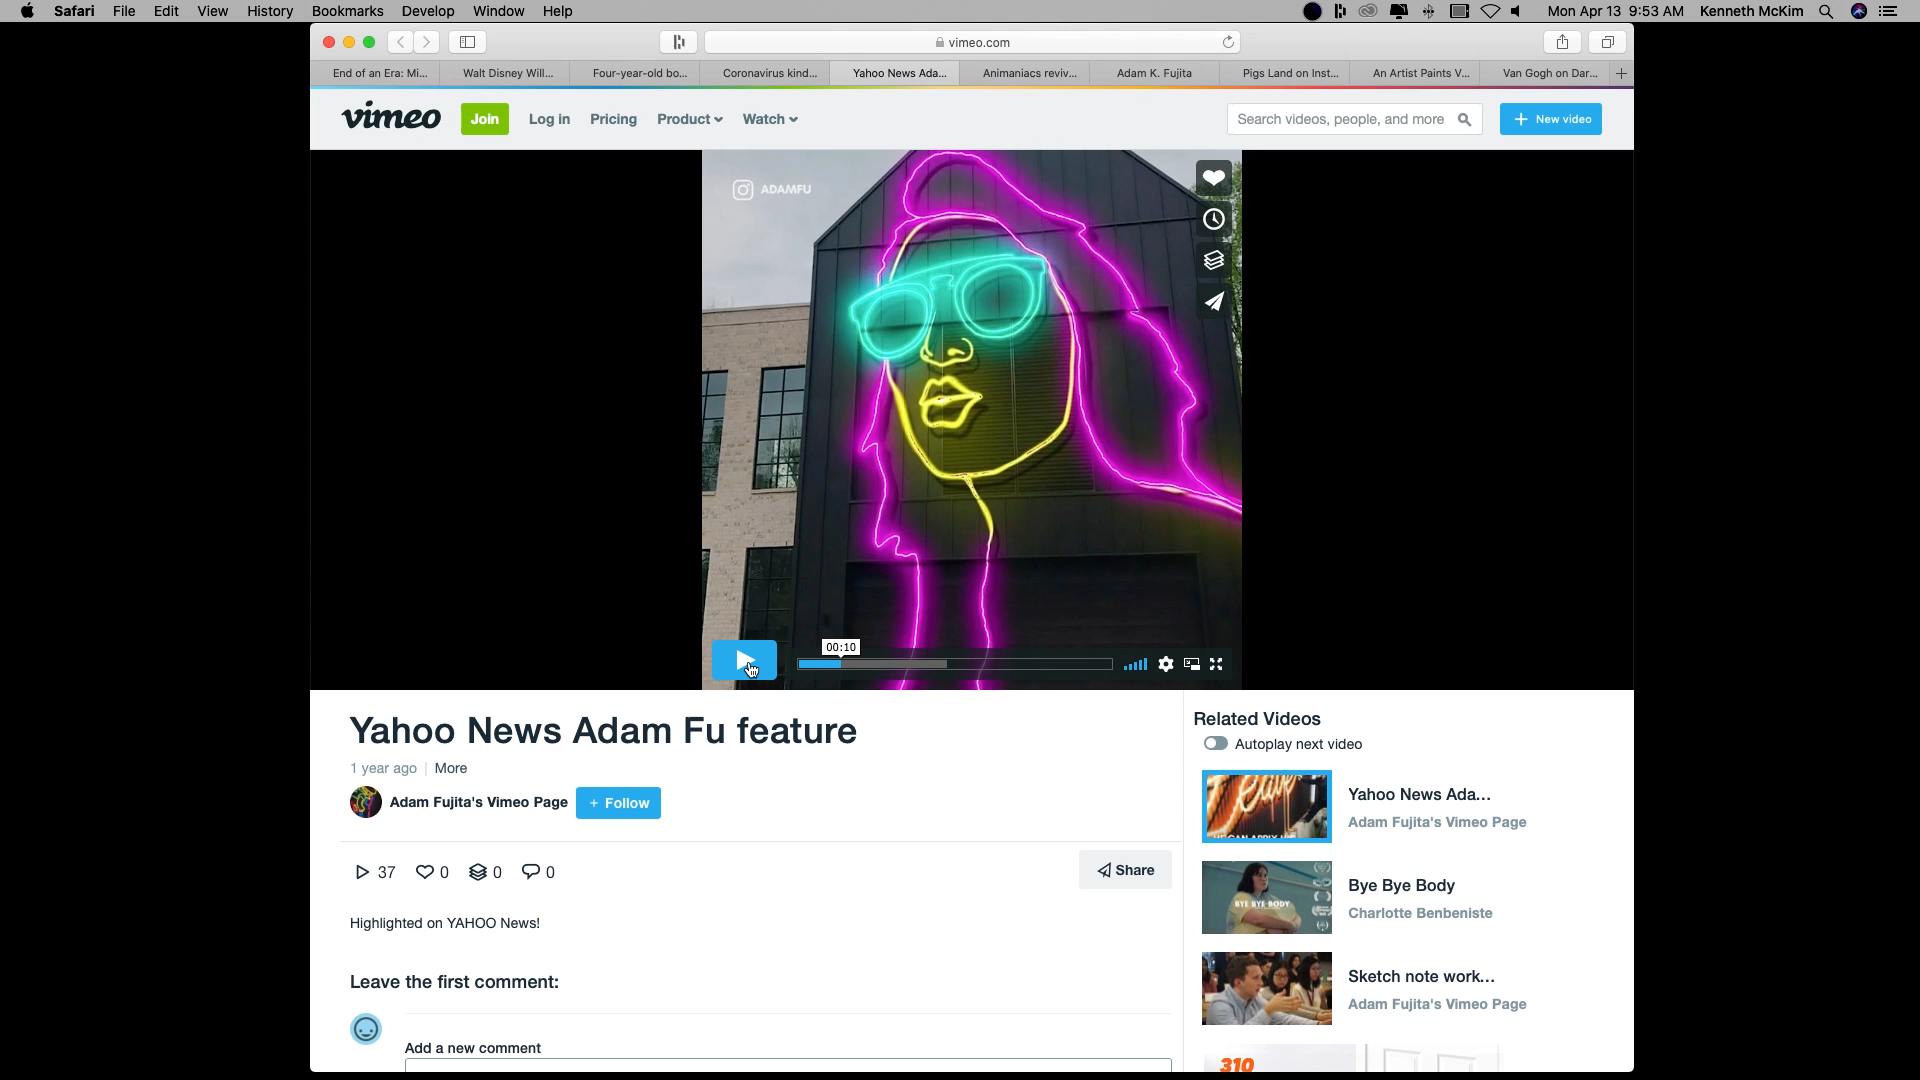 Safari File Edit View History Bookmarks Develop Window Help Mon Apr 13 9:53 AM Kenneth McKim
vimeo.com
End of an Era: Mi... Walt Disney Will... Four-year-old bo... Coronavirus kind... Yahoo News Ada... Animaniacs reviv... Adam K. Fujita Pigs Land on Inst... An Artist Paints V... Van Gogh on Dar...
vimeo Join Log in Pricing Product Watch Search videos, people, and more New video
ADAMFU
00:10
Yahoo News Adam Fu feature
1 year ago More
Adam Fujita's Vimeo Page + Follow
37 0 0 0 Share
Highlighted on YAHOO News!
Leave the first comment:
Add a new comment
Related Videos
Autoplay next video
Yahoo News Ada...
Adam Fujita's Vimeo Page
BYE BYE BODY
Bye Bye Body
Charlotte Benbeniste
Sketch note work...
Adam Fujita's Vimeo Page
310